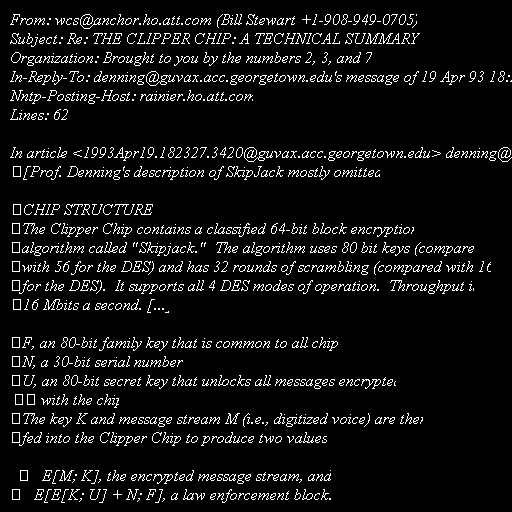 From: wcs@anchor.ho.att.com (Bill Stewart +1-908-949-0705)
Subject: Re: THE CLIPPER CHIP: A TECHNICAL SUMMARY
Organization: Brought to you by the numbers 2, 3, and 7
In-Reply-To: denning@guvax.acc.georgetown.edu's message of 19 Apr 93 18:
Nntp-Posting-Host: rainier.ho.att.com
Lines: 62

In article <1993Apr19.182327.3420@guvax.acc.georgetown.edu> denning@
[Prof. Denning's description of SkipJack mostly omitted

CHIP STRUCTURE
The Clipper Chip contains a classified 64-bit block encryption
algorithm called "Skipjack." The algorithm uses 80 bit keys (compare
with 56 for the DES) and has 32 rounds of scrambling (compared with 16
for the DES). It supports all 4 DES modes of operation. Throughput i
16 Mbits a second. [...]

F, an 80-bit family key that is common to all chip
N, a 30-bit serial number
U, an 80-bit secret key that unlocks all messages encrypted
with the chip
The key K and message stream M (i.e., digitized voice) are then
fed into the Clipper Chip to produce two values

E[M; K], the encrypted message stream, and
E[E[K; U] + N; F], a law enforcement block.